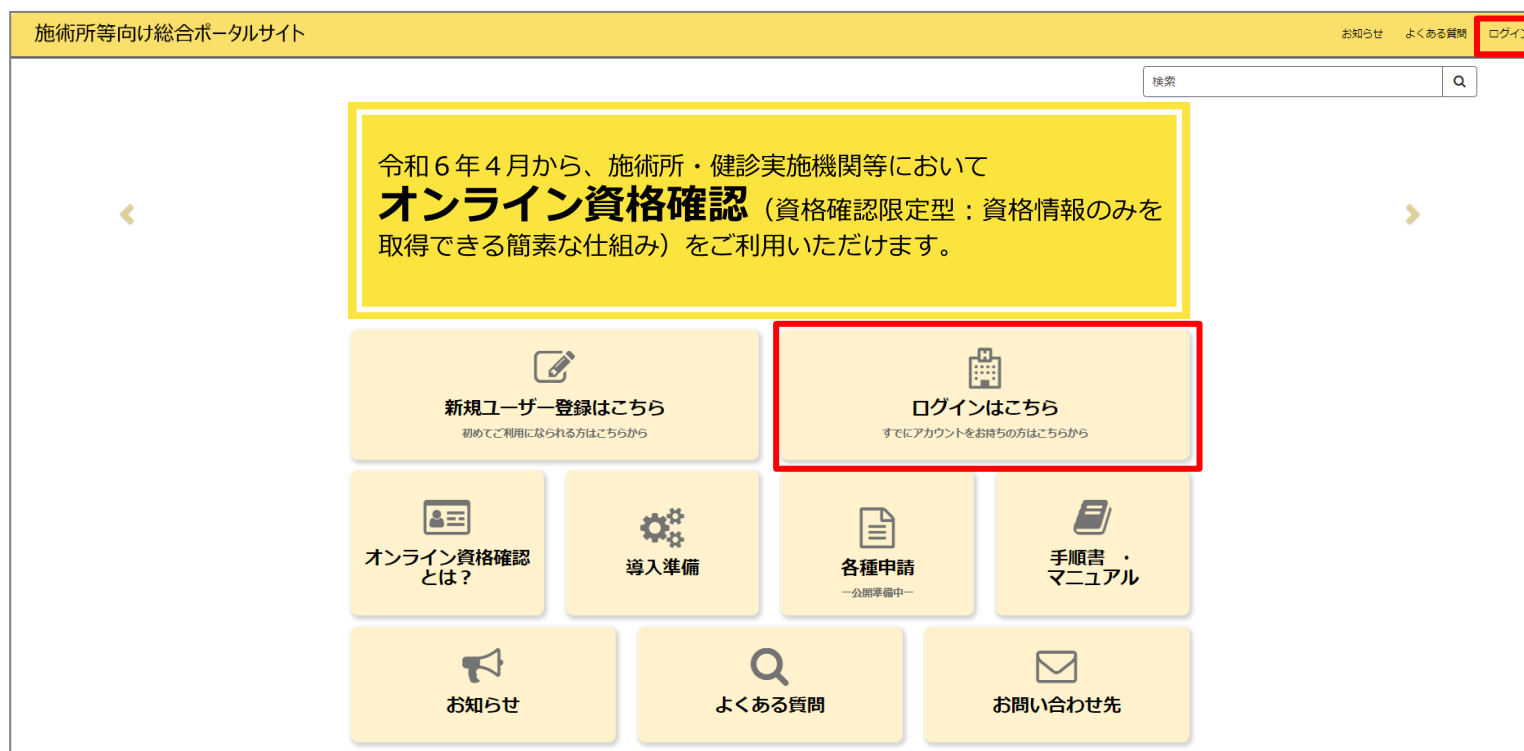 施術所等向け総合ポータルサイト
お知らせ よくある質問 ログイン
検索
令和６年４月から、施術所・健診実施機関等において
オンライン資格確認（資格確認限定型：資格情報のみを
取得できる簡素な仕組み）をご利用いただけます。
新規ユーザー登録はこちら
初めてご利用になられる方はこちらから
ログインはこちら
すでにアカウントをお持ちの方はこちらから
オンライン資格確認
とは？
導入準備
各種申請
―公開準備中―
手順書 ・
マニュアル
お知らせ
よくある質問
お問い合わせ先